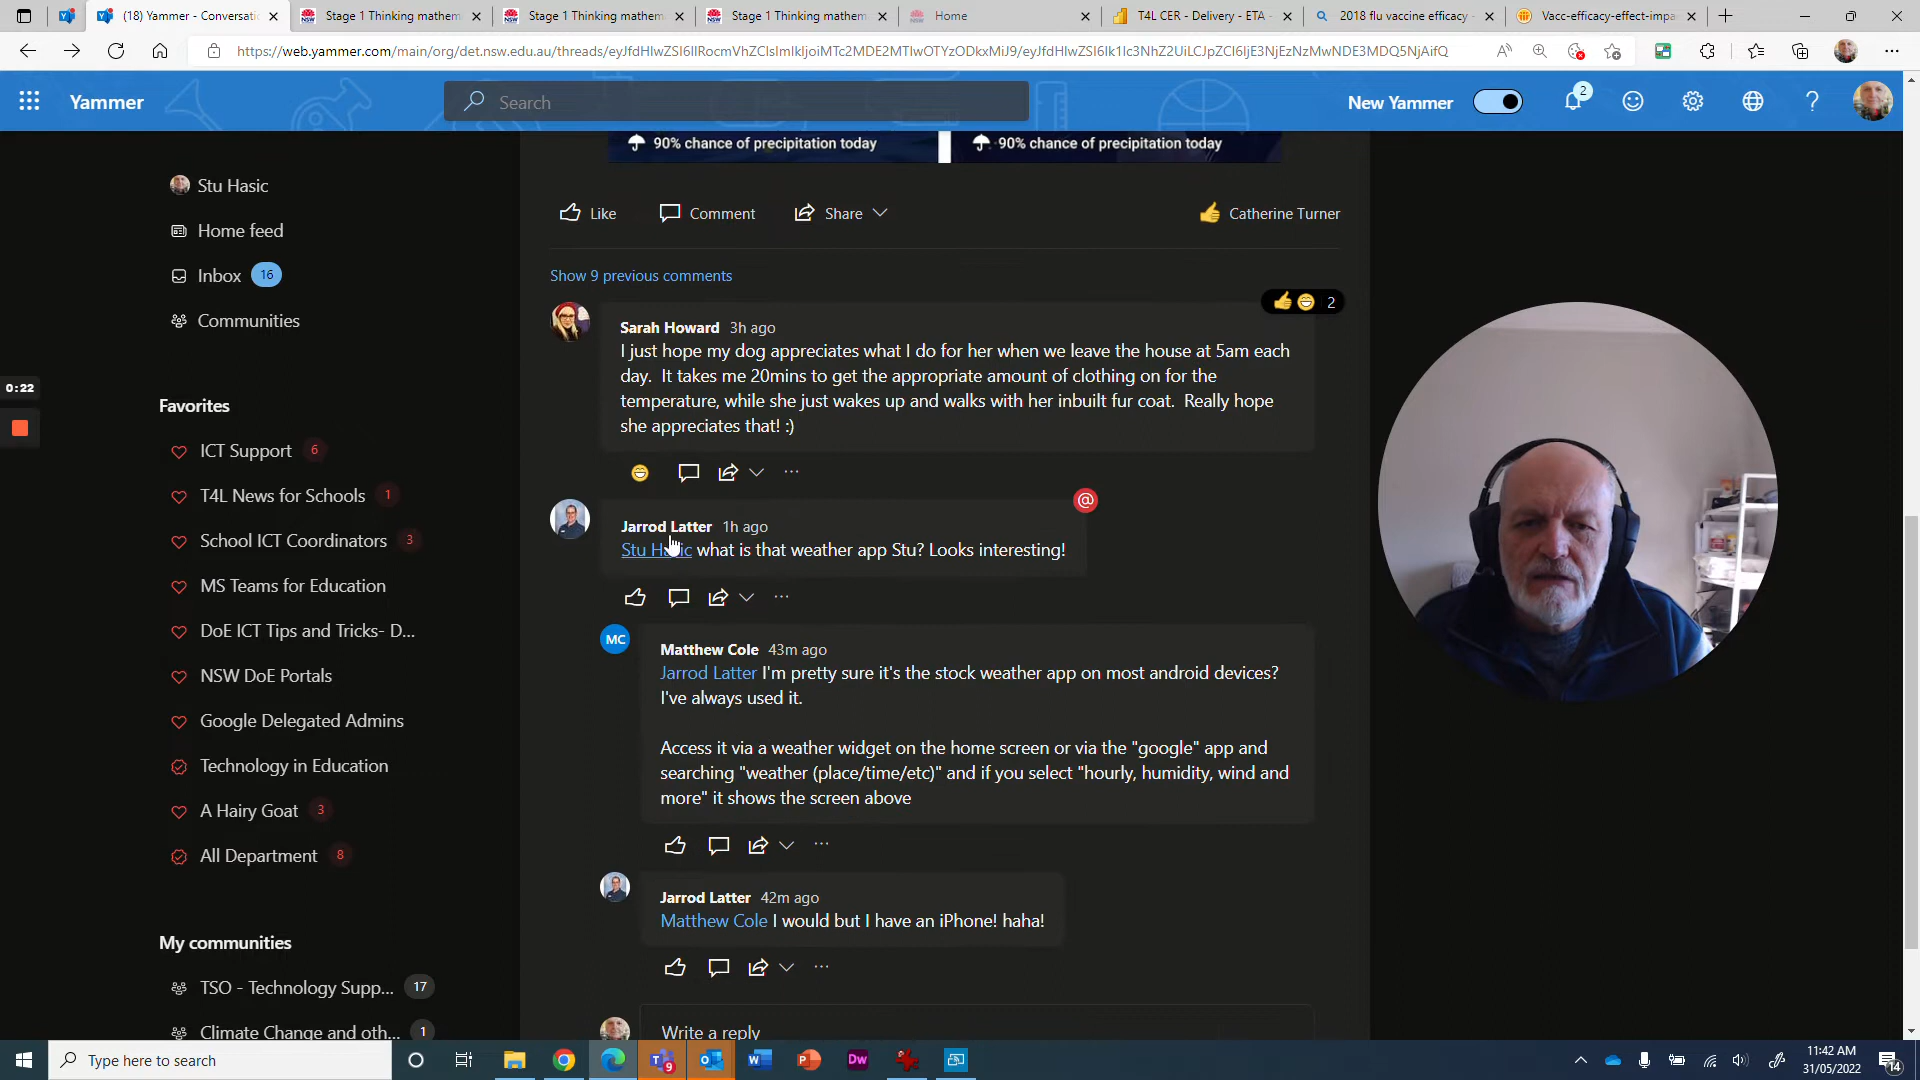 (18) Yammer - Conversati
Stage 1 Thinking mathem
Stage 1 Thinking mathem
Stage 1 Thinking mathem
Home
T4L CER - Delivery - ETA -
2018 flu vaccine efficacy -
Vacc-efficacy-effect-impa
Yammer
Search
New Yammer
2
90% chance of precipitation today
90% chance of precipitation today
Stu Hasic
Home feed
Inbox 16
Communities
Like
Comment
Share
Catherine Turner
Show 9 previous comments
2
Sarah Howard 3h ago
I just hope my dog appreciates what I do for her when we leave the house at 5am each
day. It takes me 20mins to get the appropriate amount of clothing on for the
temperature, while she just wakes up and walks with her inbuilt fur coat. Really hope
she appreciates that! :)
0:22
Favorites
ICT Support 6
T4L News for Schools 1
School ICT Coordinators 3
MS Teams for Education
DoE ICT Tips and Tricks- D...
NSW DoE Portals
Google Delegated Admins
Technology in Education
A Hairy Goat 3
All Department 8
@
Jarrod Latter 1h ago
Stu Hasic what is that weather app Stu? Looks interesting!
MC
Matthew Cole 43m ago
Jarrod Latter I'm pretty sure it's the stock weather app on most android devices?
I've always used it.
Access it via a weather widget on the home screen or via the "google" app and
searching "weather (place/time/etc)" and if you select "hourly, humidity, wind and
more" it shows the screen above
Jarrod Latter 42m ago
Matthew Cole I would but I have an iPhone! haha!
My communities
TSO - Technology Supp... 17
Climate Change and oth... 1
Write a reply
Type here to search
9
Dw
11:42 AM
31/05/2022
14